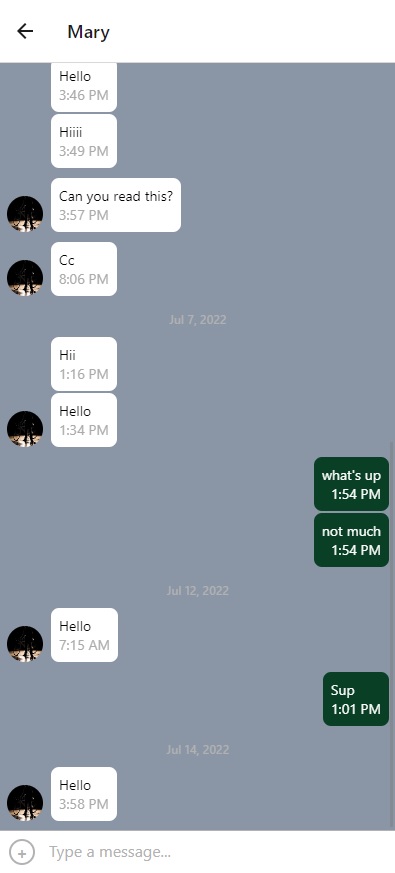 Mary
Hello
3:46 PM
Hiiii
3:49 PM
Can you read this?
3:57 PM
Cc
8:06 PM
Jul 7, 2022
Hii
1:16 PM
Hello
1:34 PM
what's up
1:54 PM
not much
1:54 PM
Jul 12, 2022
Hello
7:15 AM
Sup
1:01 PM
Jul 14, 2022
Hello
3:58 PM
Type a message...